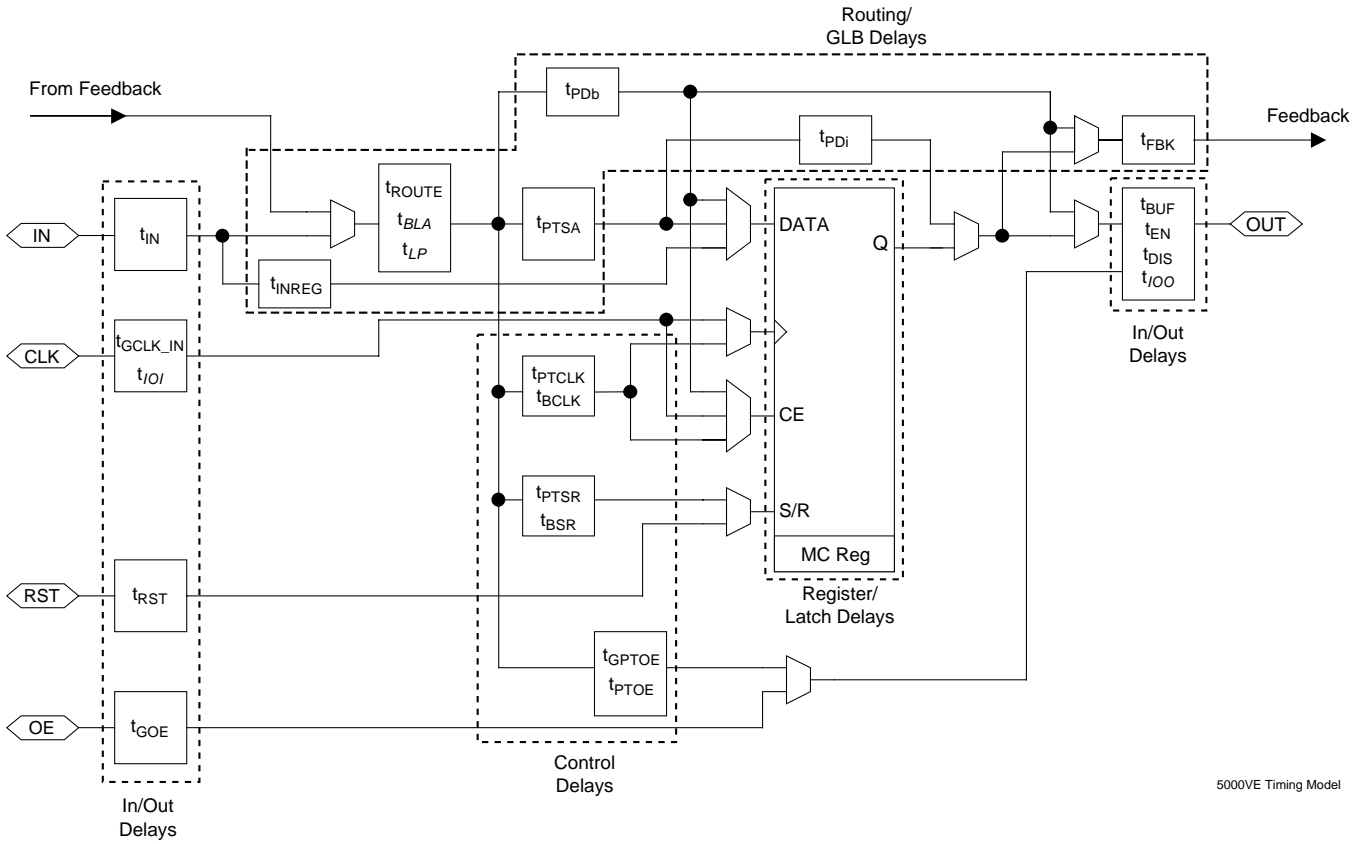 Routing/
GLB Delays
From Feedback
tPDb
Feedback
tPDi
tFBK
tROUTE
tBLA
tLP
IN
tIN
tPTSA
DATA
Q
tBUF
tEN
tDIS
tIOO
OUT
tINREG
In/Out
Delays
CLK
tGCLK_IN
tIOI
tPTCLK
tBCLK
CE
tPTSR
tBSR
S/R
MC Reg
RST
tRST
Register/
Latch Delays
tGPTOE
tPTOE
OE
tGOE
Control
Delays
5000VE Timing Model
In/Out
Delays